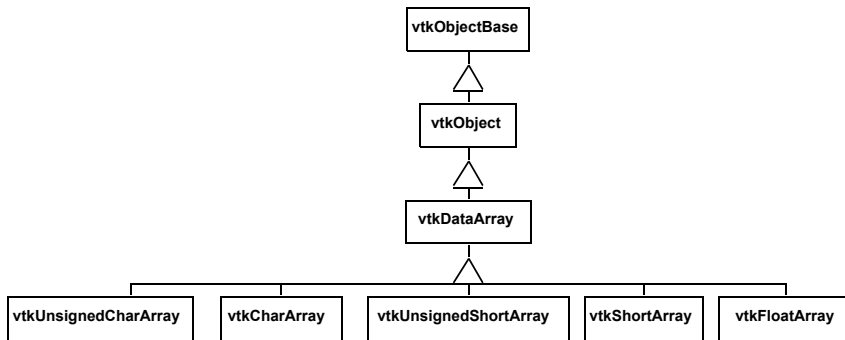 vtkObjectBase
vtkObject
vtkDataArray
vtkUnsignedCharArray
vtkCharArray
vtkUnsignedShortArray
vtkShortArray
vtkFloatArray